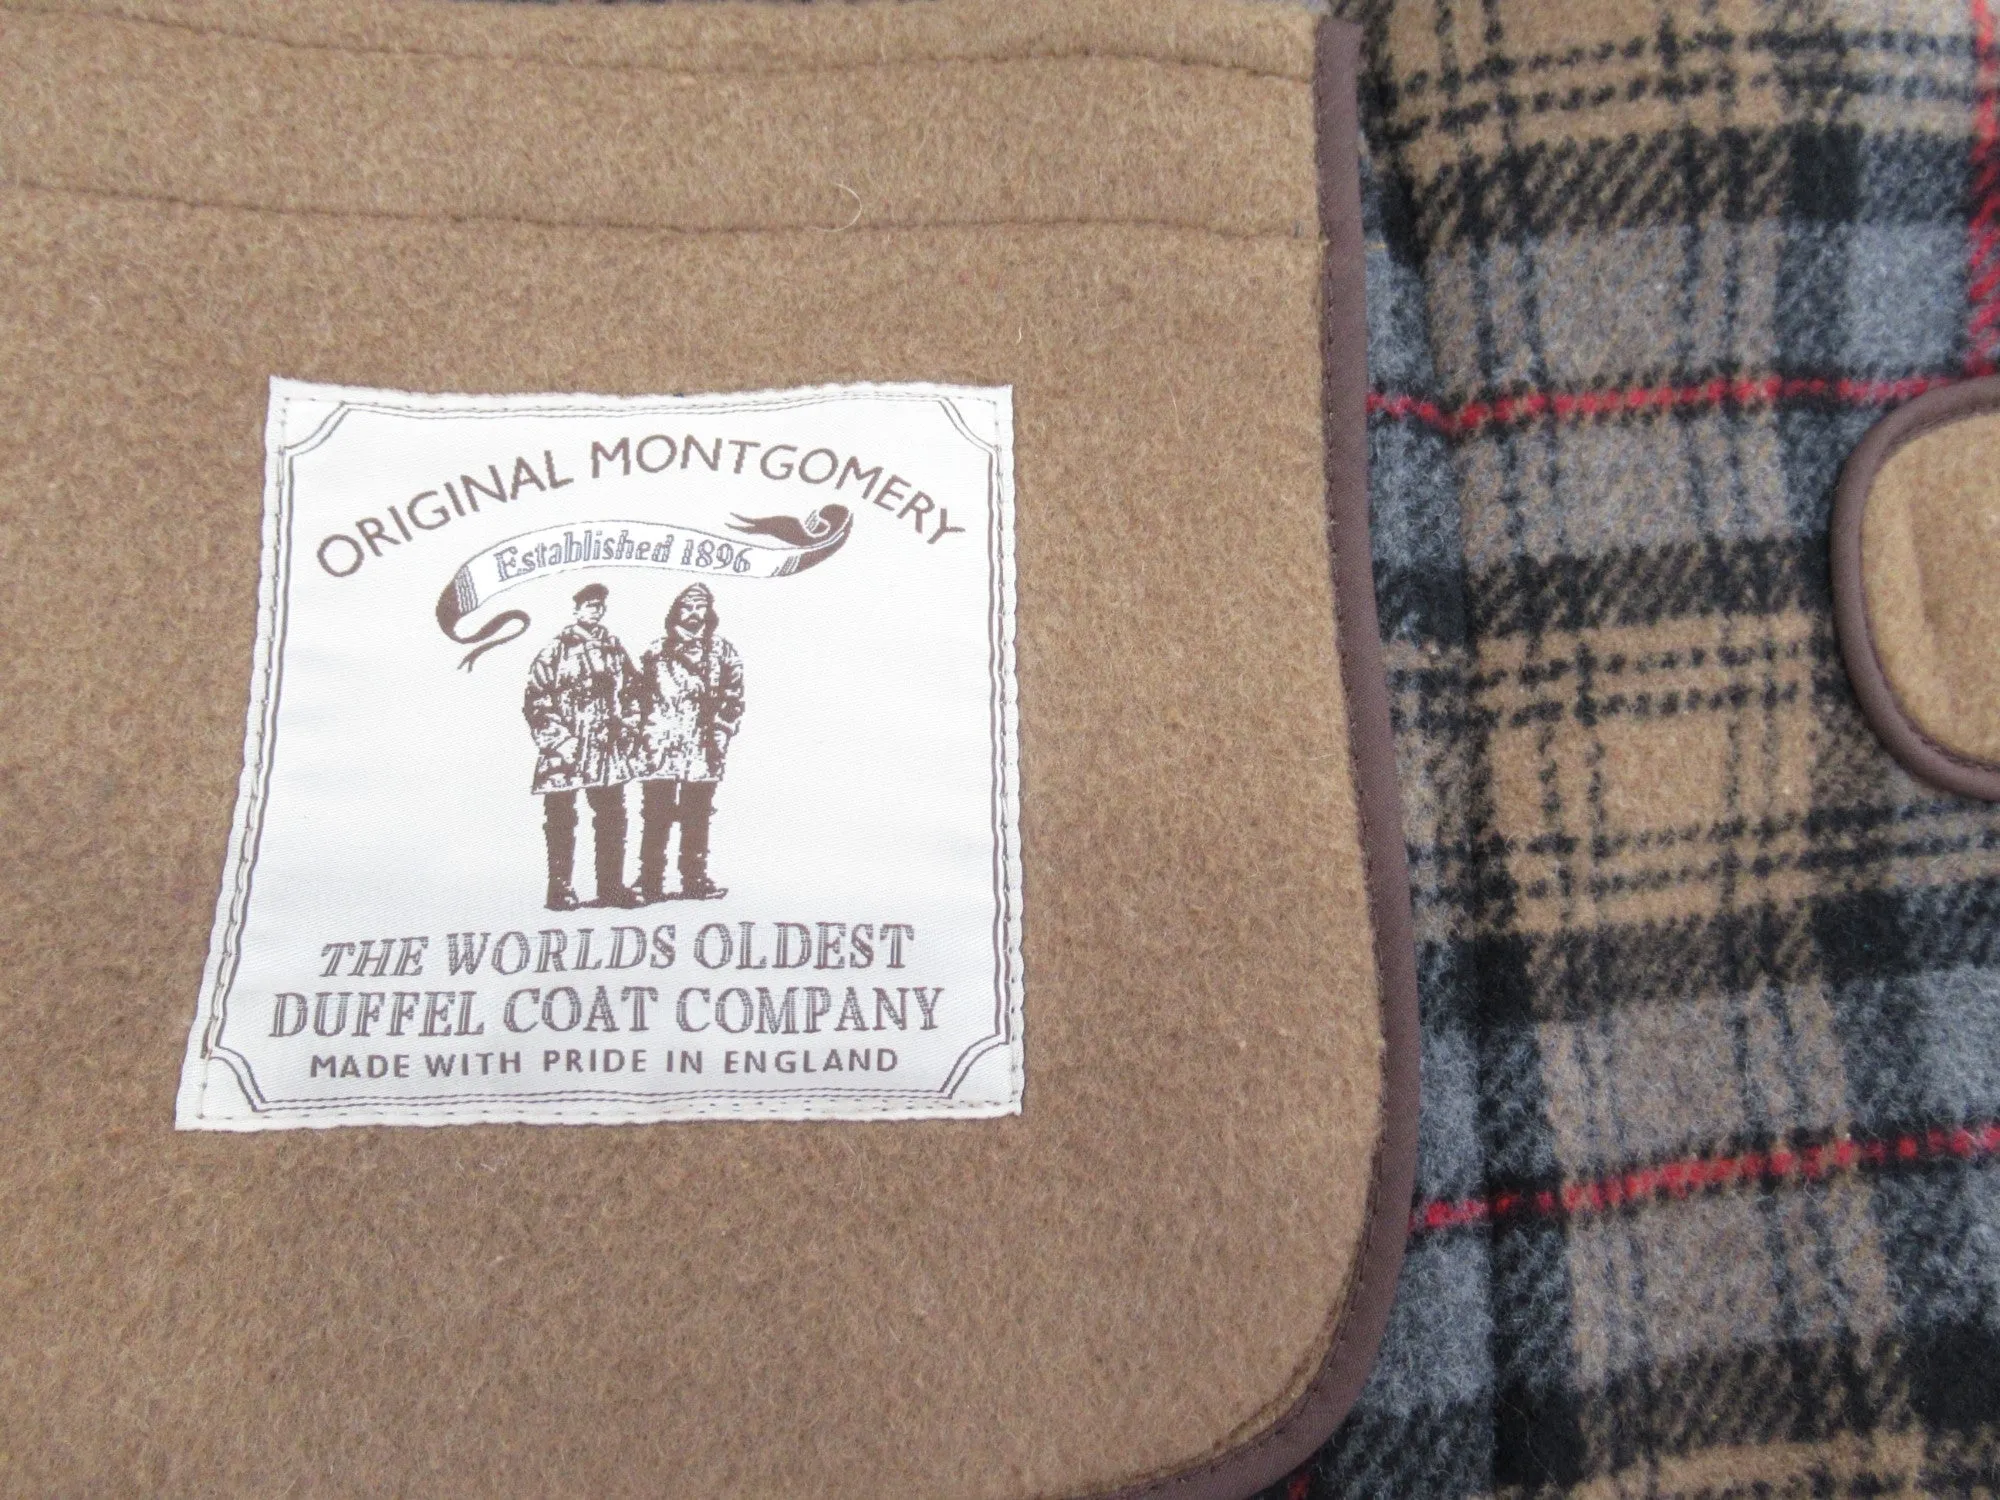 ORIGINAL MONTGOMERY
Established 1896
THE WORLDS OLDEST
DUFFEL COAT COMPANY
MADE WITH PRIDE IN ENGLAND